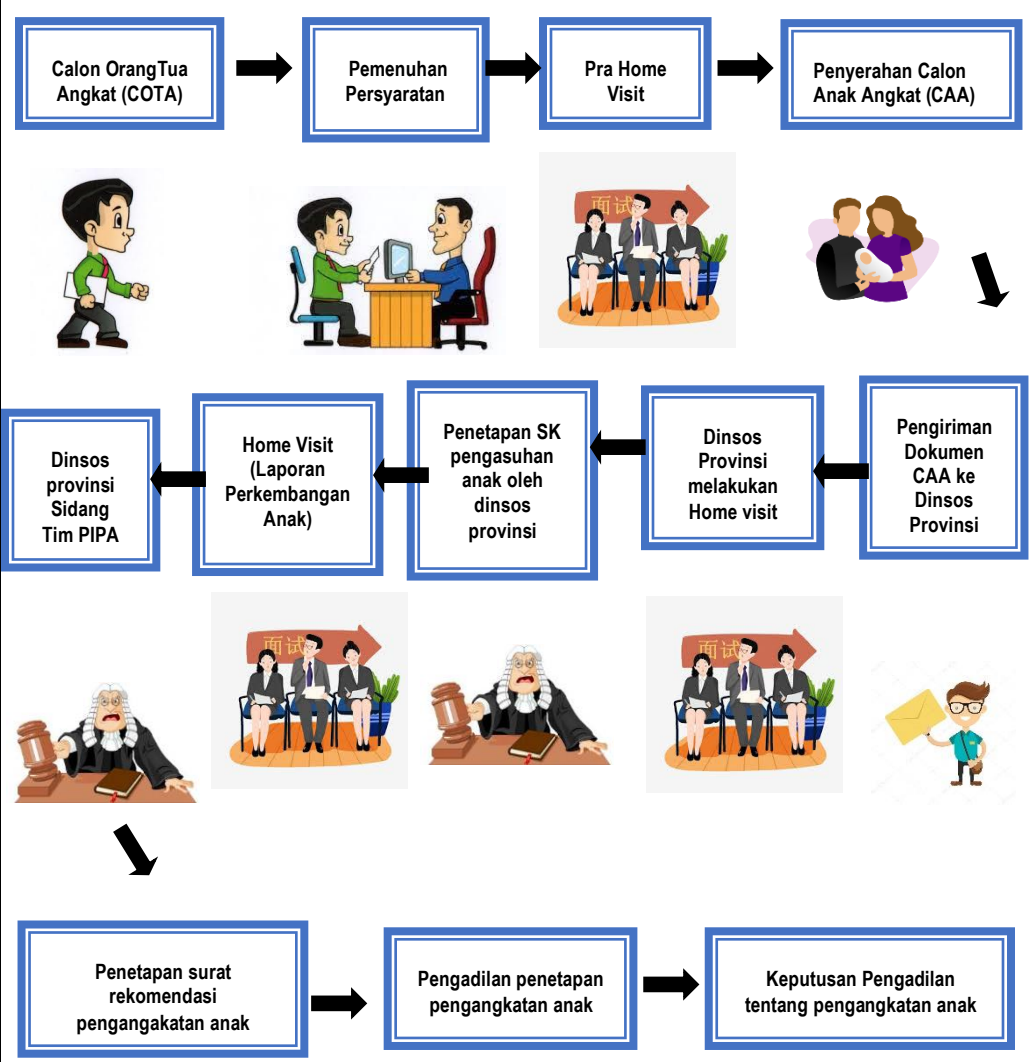 Calon OrangTua
Angkat (COTA)
Pemenuhan
Persyaratan
Pra Home
Visit
Penyerahan Calon
Anak Angkat (CAA)
面试
Pengiriman
Dokumen
CAA ke
Dinsos
Provinsi
Dinsos
Provinsi
melakukan
Home visit
Penetapan SK
pengasuhan
anak oleh
dinsos
provinsi
Home Visit
(Laporan
Perkembangan
Anak)
Dinsos
provinsi
Sidang
Tim PIPA
面试
面试
Penetapan surat
rekomendasi
pengangakatan anak
Pengadilan penetapan
pengangkatan anak
Keputusan Pengadilan
tentang pengangkatan anak